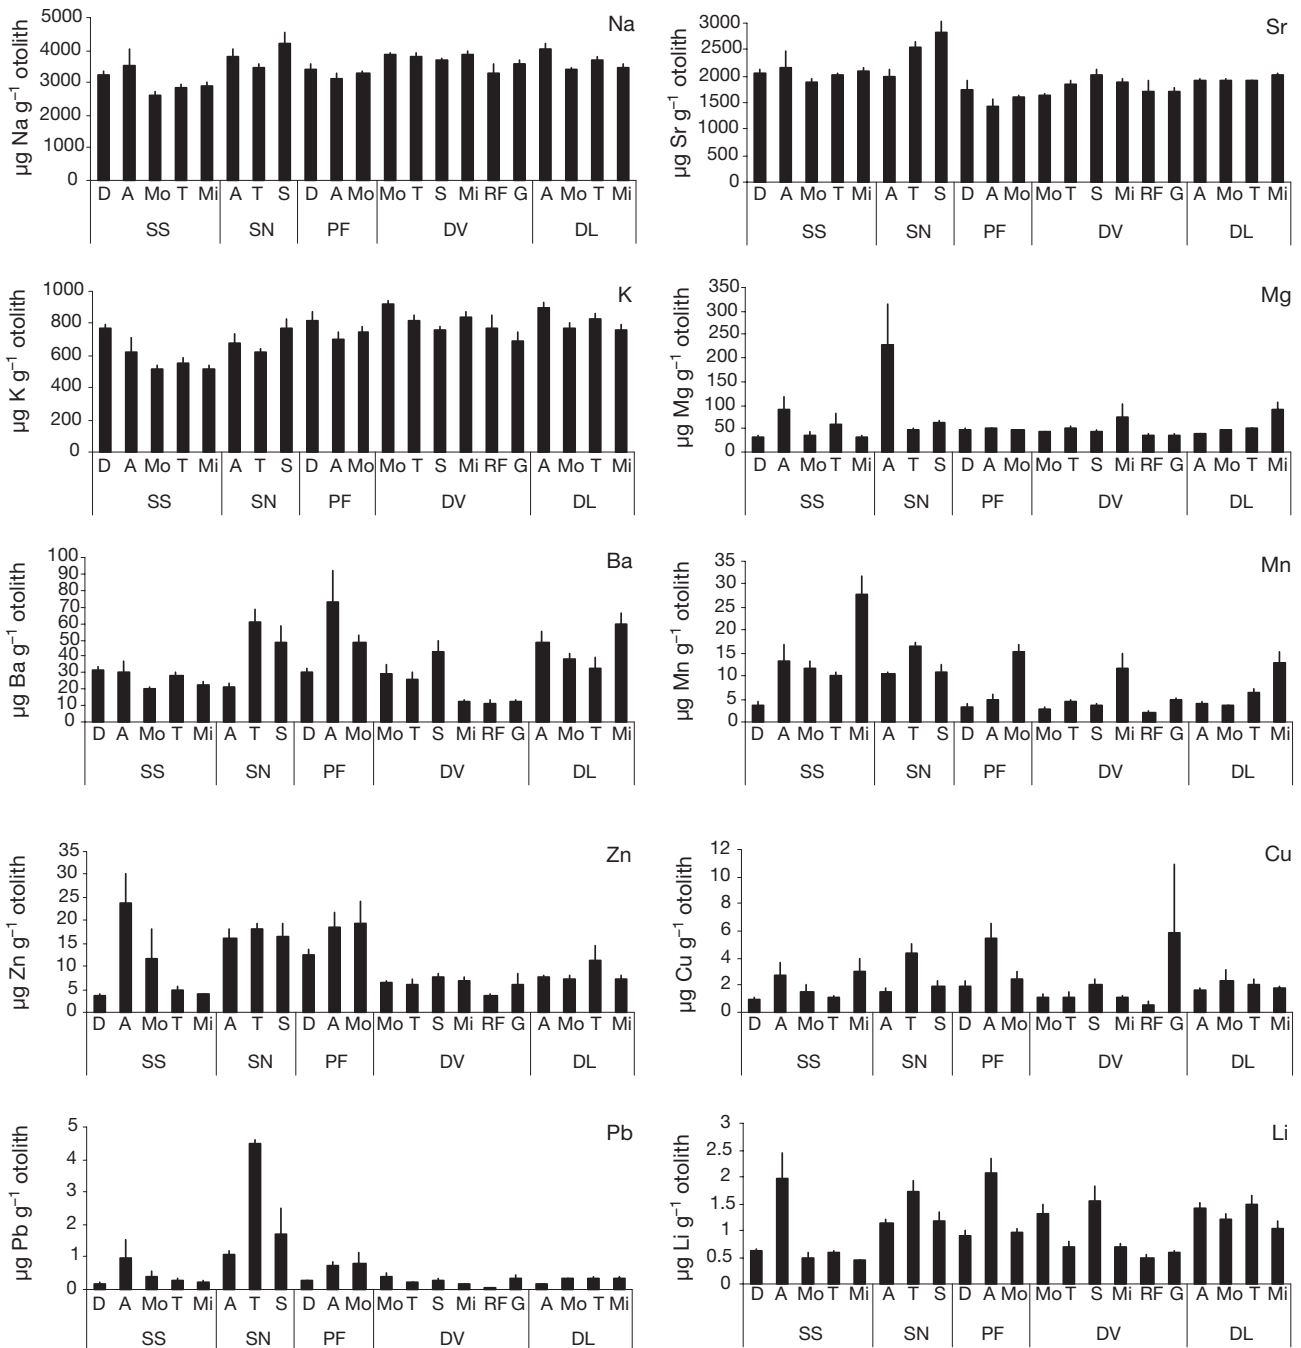 Na
µg Na g⁻¹ otolith
5000
4000
3000
2000
1000
0
D A Mo T Mi A T S D A Mo Mo T S Mi RF G A Mo T Mi
SS SN PF DV DL
Sr
µg Sr g⁻¹ otolith
3000
2500
2000
1500
1000
500
0
D A Mo T Mi A T S D A Mo Mo T S Mi RF G A Mo T Mi
SS SN PF DV DL
K
µg K g⁻¹ otolith
1000
800
600
400
200
0
D A Mo T Mi A T S D A Mo Mo T S Mi RF G A Mo T Mi
SS SN PF DV DL
Mg
µg Mg g⁻¹ otolith
350
300
250
200
150
100
50
0
D A Mo T Mi A T S D A Mo Mo T S Mi RF G A Mo T Mi
SS SN PF DV DL
Ba
µg Ba g⁻¹ otolith
100
90
80
70
60
50
40
30
20
10
0
D A Mo T Mi A T S D A Mo Mo T S Mi RF G A Mo T Mi
SS SN PF DV DL
Mn
µg Mn g⁻¹ otolith
35
30
25
20
15
10
5
0
D A Mo T Mi A T S D A Mo Mo T S Mi RF G A Mo T Mi
SS SN PF DV DL
Zn
µg Zn g⁻¹ otolith
35
30
25
20
15
10
5
0
D A Mo T Mi A T S D A Mo Mo T S Mi RF G A Mo T Mi
SS SN PF DV DL
Cu
µg Cu g⁻¹ otolith
12
10
8
6
4
2
0
D A Mo T Mi A T S D A Mo Mo T S Mi RF G A Mo T Mi
SS SN PF DV DL
Pb
µg Pb g⁻¹ otolith
5
4
3
2
1
0
D A Mo T Mi A T S D A Mo Mo T S Mi RF G A Mo T Mi
SS SN PF DV DL
Li
µg Li g⁻¹ otolith
3
2.5
2
1.5
1
0.5
0
D A Mo T Mi A T S D A Mo Mo T S Mi RF G A Mo T Mi
SS SN PF DV DL